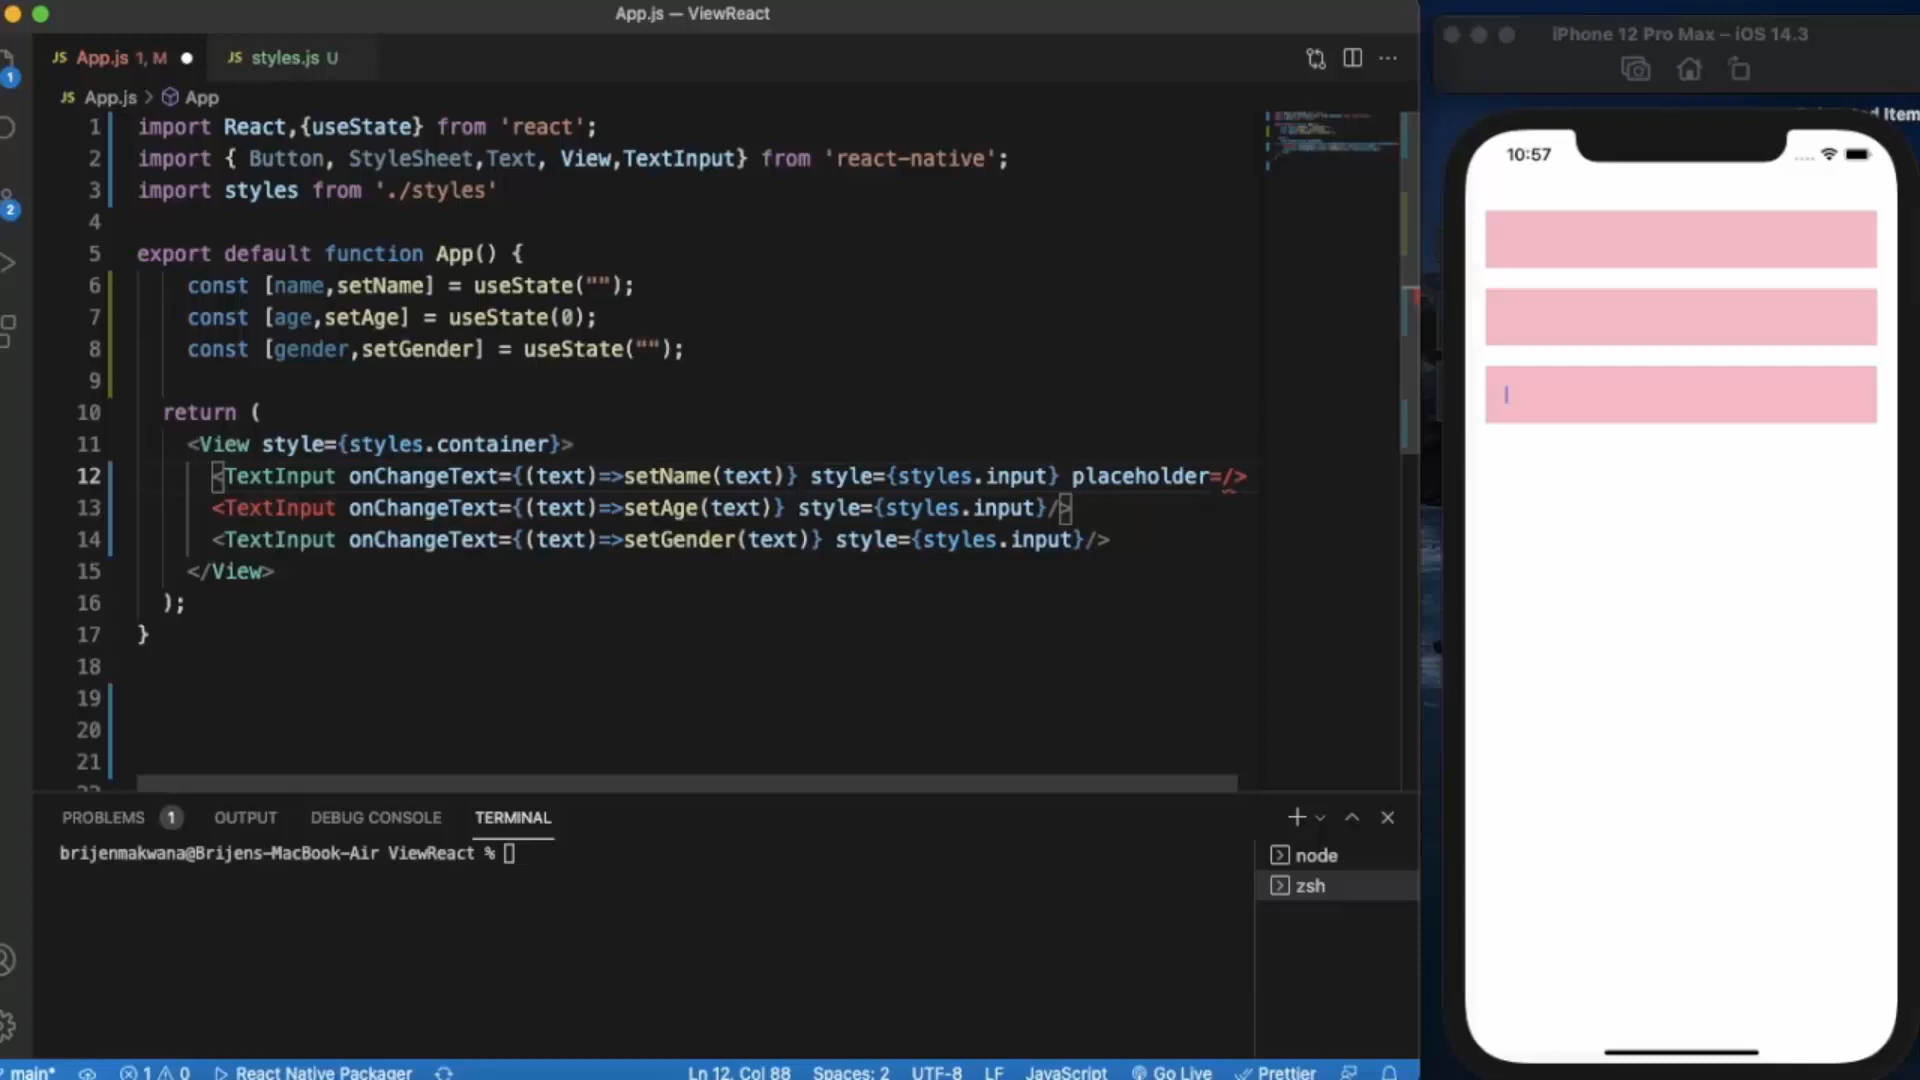 App.js — ViewReact
JS App.js 1, M ● JS styles.js U
JS App.js > App
1 import React,{useState} from 'react';
2 import { Button, StyleSheet,Text, View,TextInput} from 'react-native';
3 import styles from './styles'
4
5 export default function App() {
6 const [name,setName] = useState("");
7 const [age,setAge] = useState(0);
8 const [gender,setGender] = useState("");
9
10 return (
11 <View style={styles.container}>
12 <TextInput onChangeText={(text)=>setName(text)} style={styles.input} placeholder=/>
13 <TextInput onChangeText={(text)=>setAge(text)} style={styles.input}/>
14 <TextInput onChangeText={(text)=>setGender(text)} style={styles.input}/>
15 </View>
16 );
17 }
18
19
20
21
1
2
PROBLEMS 1 OUTPUT DEBUG CONSOLE TERMINAL
brijenmakwana@Brijens-MacBook-Air ViewReact %
node
zsh
main* 1 0 React Native Packager Ln 12, Col 88 Spaces: 2 UTF-8 LF JavaScript Go Live Prettier
iPhone 12 Pro Max – iOS 14.3
Item
10:57